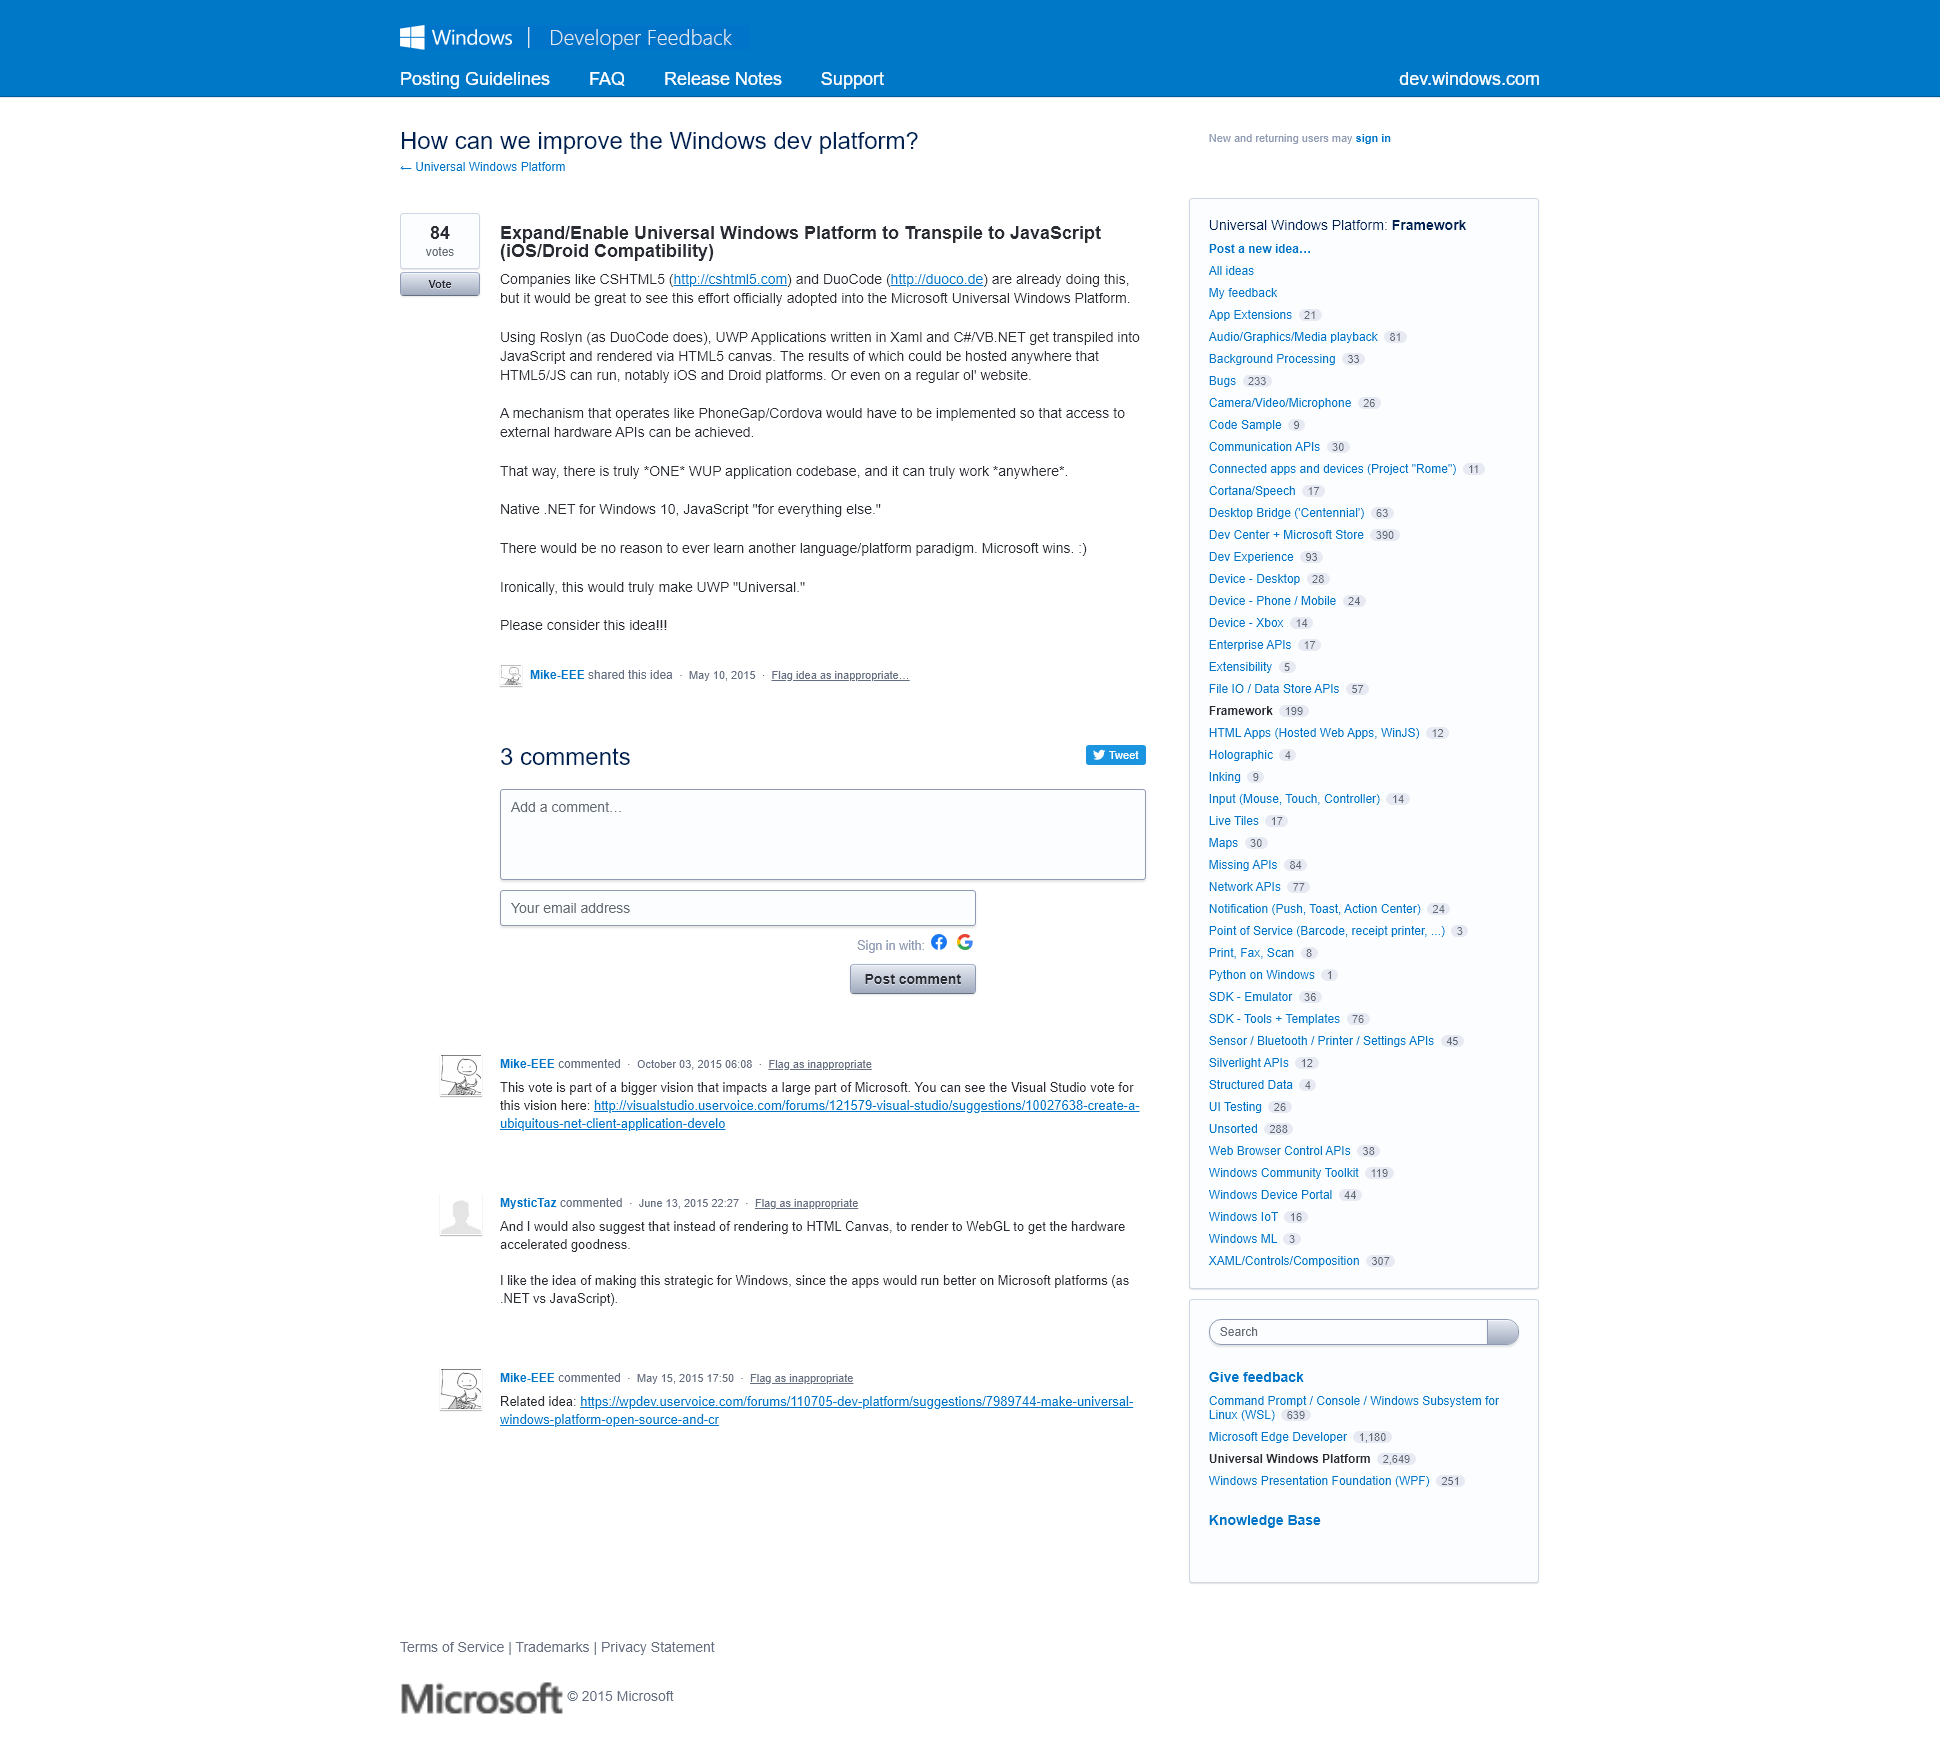 Windows | Developer Feedback
Posting Guidelines FAQ Release Notes Support dev.windows.com
How can we improve the Windows dev platform?
← Universal Windows Platform
New and returning users may sign in
84
votes
Vote
Expand/Enable Universal Windows Platform to Transpile to JavaScript
(iOS/Droid Compatibility)
Companies like CSHTML5 (http://cshtml5.com) and DuoCode (http://duoco.de) are already doing this,
but it would be great to see this effort officially adopted into the Microsoft Universal Windows Platform.
Using Roslyn (as DuoCode does), UWP Applications written in Xaml and C#/VB.NET get transpiled into
JavaScript and rendered via HTML5 canvas. The results of which could be hosted anywhere that
HTML5/JS can run, notably iOS and Droid platforms. Or even on a regular ol' website.
A mechanism that operates like PhoneGap/Cordova would have to be implemented so that access to
external hardware APIs can be achieved.
That way, there is truly *ONE* WUP application codebase, and it can truly work *anywhere*.
Native .NET for Windows 10, JavaScript "for everything else."
There would be no reason to ever learn another language/platform paradigm. Microsoft wins. :)
Ironically, this would truly make UWP "Universal."
Please consider this idea!!!
Mike-EEE shared this idea · May 10, 2015 · Flag idea as inappropriate…
3 comments
Tweet
Add a comment…
Your email address
Sign in with:
Post comment
Mike-EEE commented · October 03, 2015 06:08 · Flag as inappropriate
This vote is part of a bigger vision that impacts a large part of Microsoft. You can see the Visual Studio vote for
this vision here: http://visualstudio.uservoice.com/forums/121579-visual-studio/suggestions/10027638-create-a-
ubiquitous-net-client-application-develo
MysticTaz commented · June 13, 2015 22:27 · Flag as inappropriate
And I would also suggest that instead of rendering to HTML Canvas, to render to WebGL to get the hardware
accelerated goodness.
I like the idea of making this strategic for Windows, since the apps would run better on Microsoft platforms (as
.NET vs JavaScript).
Mike-EEE commented · May 15, 2015 17:50 · Flag as inappropriate
Related idea: https://wpdev.uservoice.com/forums/110705-dev-platform/suggestions/7989744-make-universal-
windows-platform-open-source-and-cr
Universal Windows Platform: Framework
Post a new idea…
All ideas
My feedback
App Extensions 21
Audio/Graphics/Media playback 81
Background Processing 33
Bugs 233
Camera/Video/Microphone 26
Code Sample 9
Communication APIs 30
Connected apps and devices (Project "Rome") 11
Cortana/Speech 17
Desktop Bridge ('Centennial') 63
Dev Center + Microsoft Store 390
Dev Experience 93
Device - Desktop 28
Device - Phone / Mobile 24
Device - Xbox 14
Enterprise APIs 17
Extensibility 5
File IO / Data Store APIs 57
Framework 199
HTML Apps (Hosted Web Apps, WinJS) 12
Holographic 4
Inking 9
Input (Mouse, Touch, Controller) 14
Live Tiles 17
Maps 30
Missing APIs 84
Network APIs 77
Notification (Push, Toast, Action Center) 24
Point of Service (Barcode, receipt printer, ...) 3
Print, Fax, Scan 8
Python on Windows 1
SDK - Emulator 36
SDK - Tools + Templates 76
Sensor / Bluetooth / Printer / Settings APIs 45
Silverlight APIs 12
Structured Data 4
UI Testing 26
Unsorted 288
Web Browser Control APIs 38
Windows Community Toolkit 119
Windows Device Portal 44
Windows IoT 16
Windows ML 3
XAML/Controls/Composition 307
Search
Give feedback
Command Prompt / Console / Windows Subsystem for
Linux (WSL) 639
Microsoft Edge Developer 1,180
Universal Windows Platform 2,649
Windows Presentation Foundation (WPF) 251
Knowledge Base
Terms of Service | Trademarks | Privacy Statement
Microsoft © 2015 Microsoft